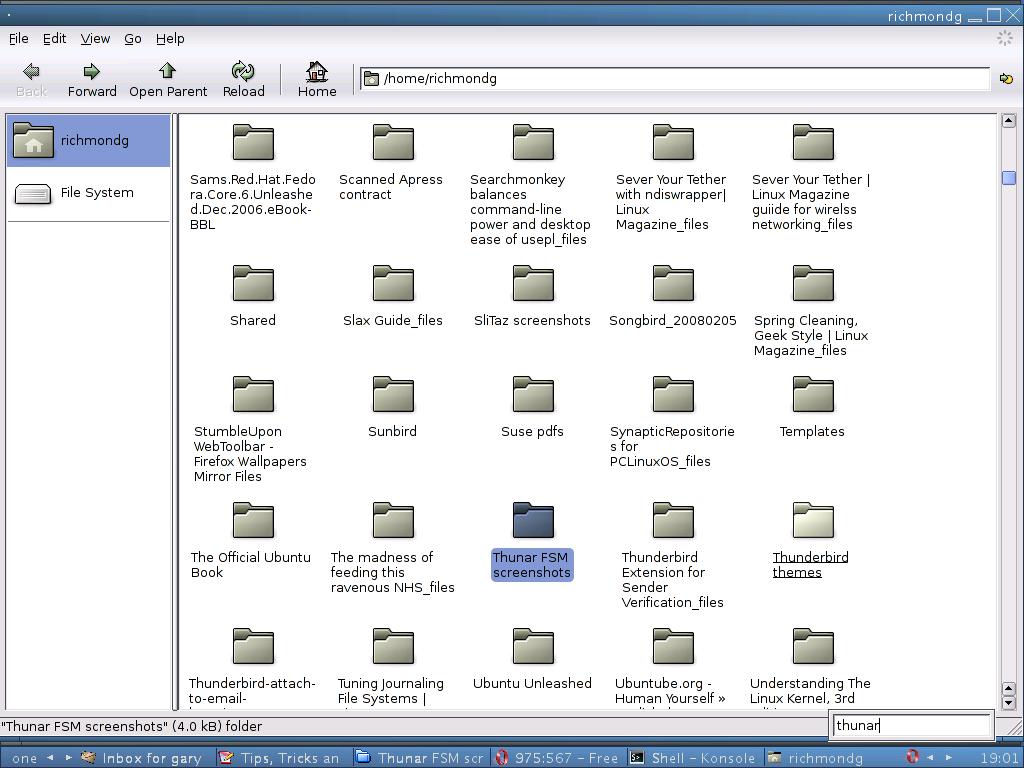 richmondg
File Edit View Go Help
Back Forward Open Parent Reload Home /home/richmondg
richmondg
File System
Sams.Red.Hat.Fedo
ra.Core.6.Unleashe
d.Dec.2006.eBook-
BBL
Scanned Apress
contract
Searchmonkey
balances
command-line
power and desktop
ease of usepl_files
Sever Your Tether
with ndiswrapper|
Linux
Magazine_files
Sever Your Tether |
Linux Magazine
guiide for wirelss
networking_files
Shared
Slax Guide_files
SliTaz screenshots
Songbird_20080205
Spring Cleaning,
Geek Style | Linux
Magazine_files
StumbleUpon
WebToolbar -
Firefox Wallpapers
Mirror Files
Sunbird
Suse pdfs
SynapticRepositorie
s for
PCLinuxOS_files
Templates
The Official Ubuntu
Book
The madness of
feeding this
ravenous NHS_files
Thunar FSM
screenshots
Thunderbird
Extension for
Sender
Verification_files
Thunderbird
themes
Thunderbird-attach-
to-email-
Tuning Journaling
File Systems |
Ubuntu Unleashed
Ubuntube.org -
Human Yourself »
Understanding The
Linux Kernel, 3rd
"Thunar FSM screenshots" (4.0 kB) folder
thunar
one Inbox for gary Tips, Tricks an Thunar FSM scr 975:567 - Free Shell - Konsole richmondg 19:01